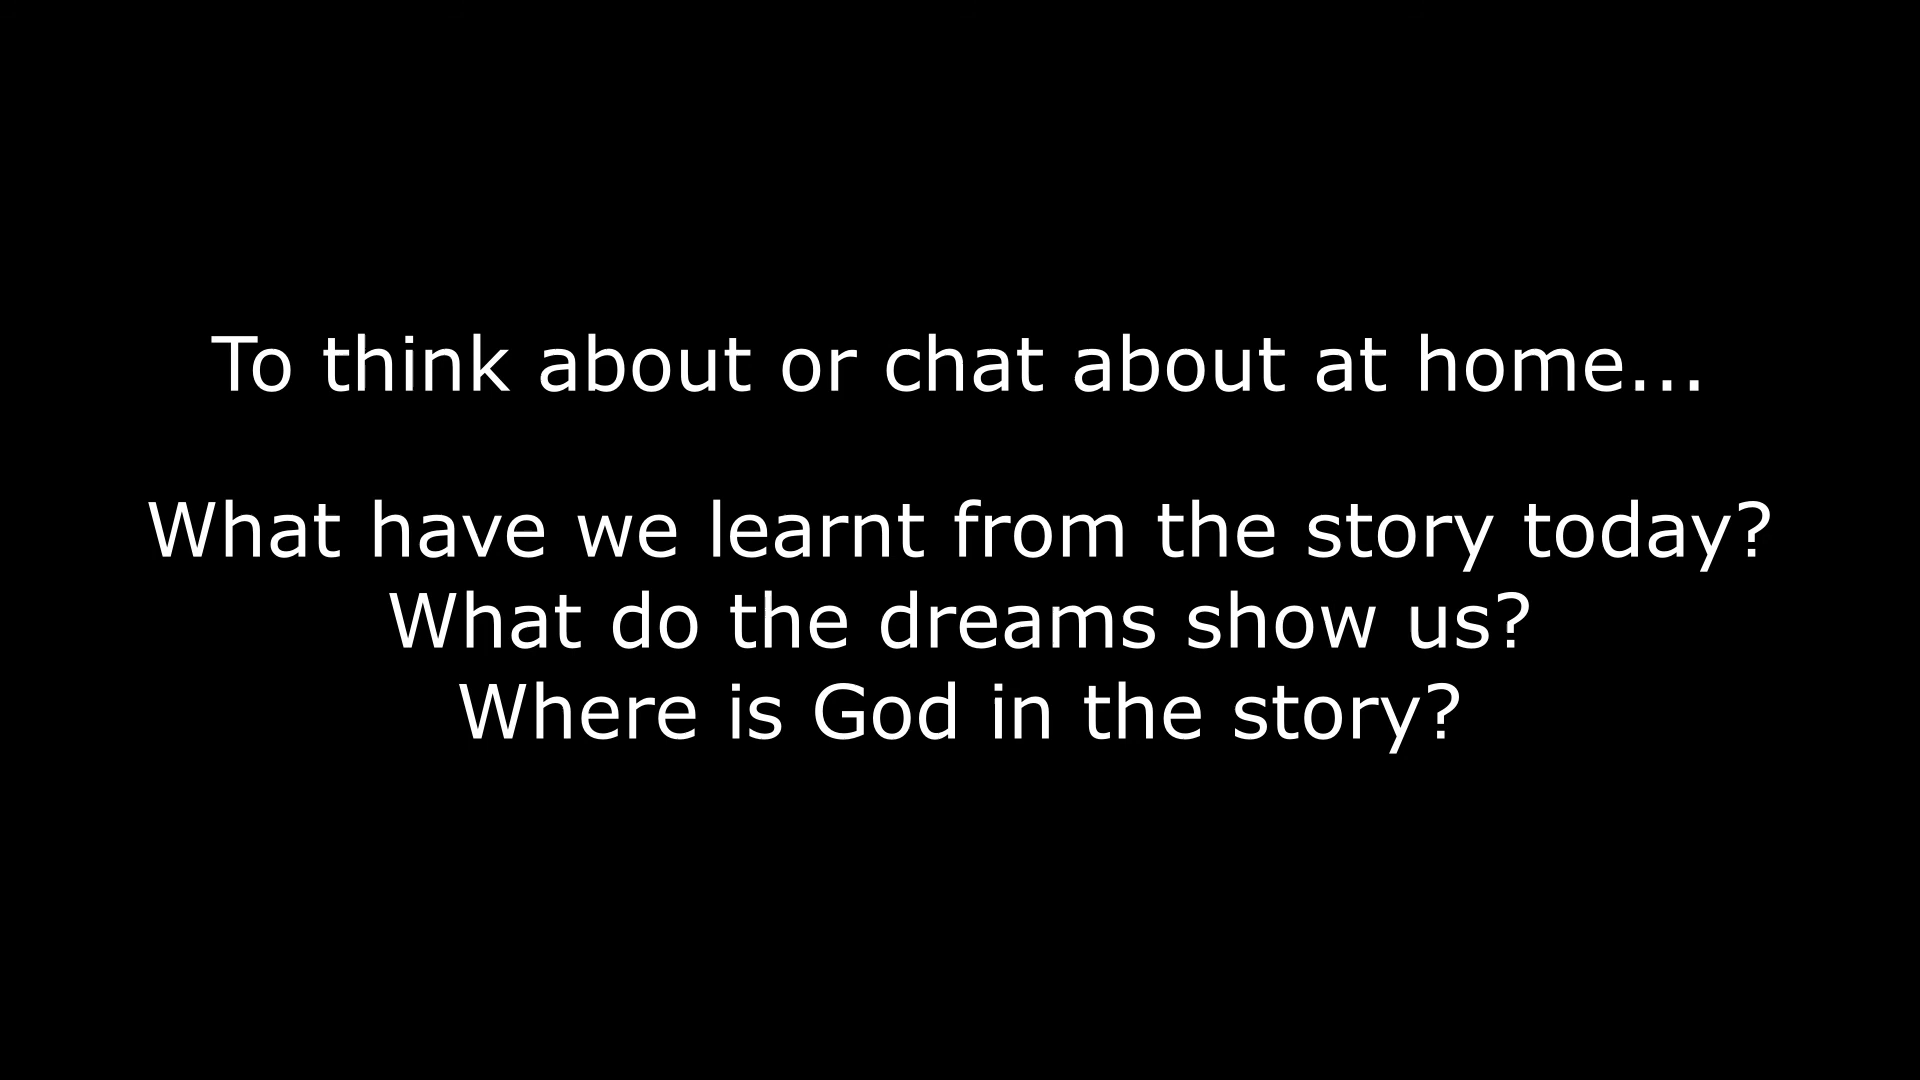 To think about or chat about at home...
What have we learnt from the story today?
What do the dreams show us?
Where is God in the story?